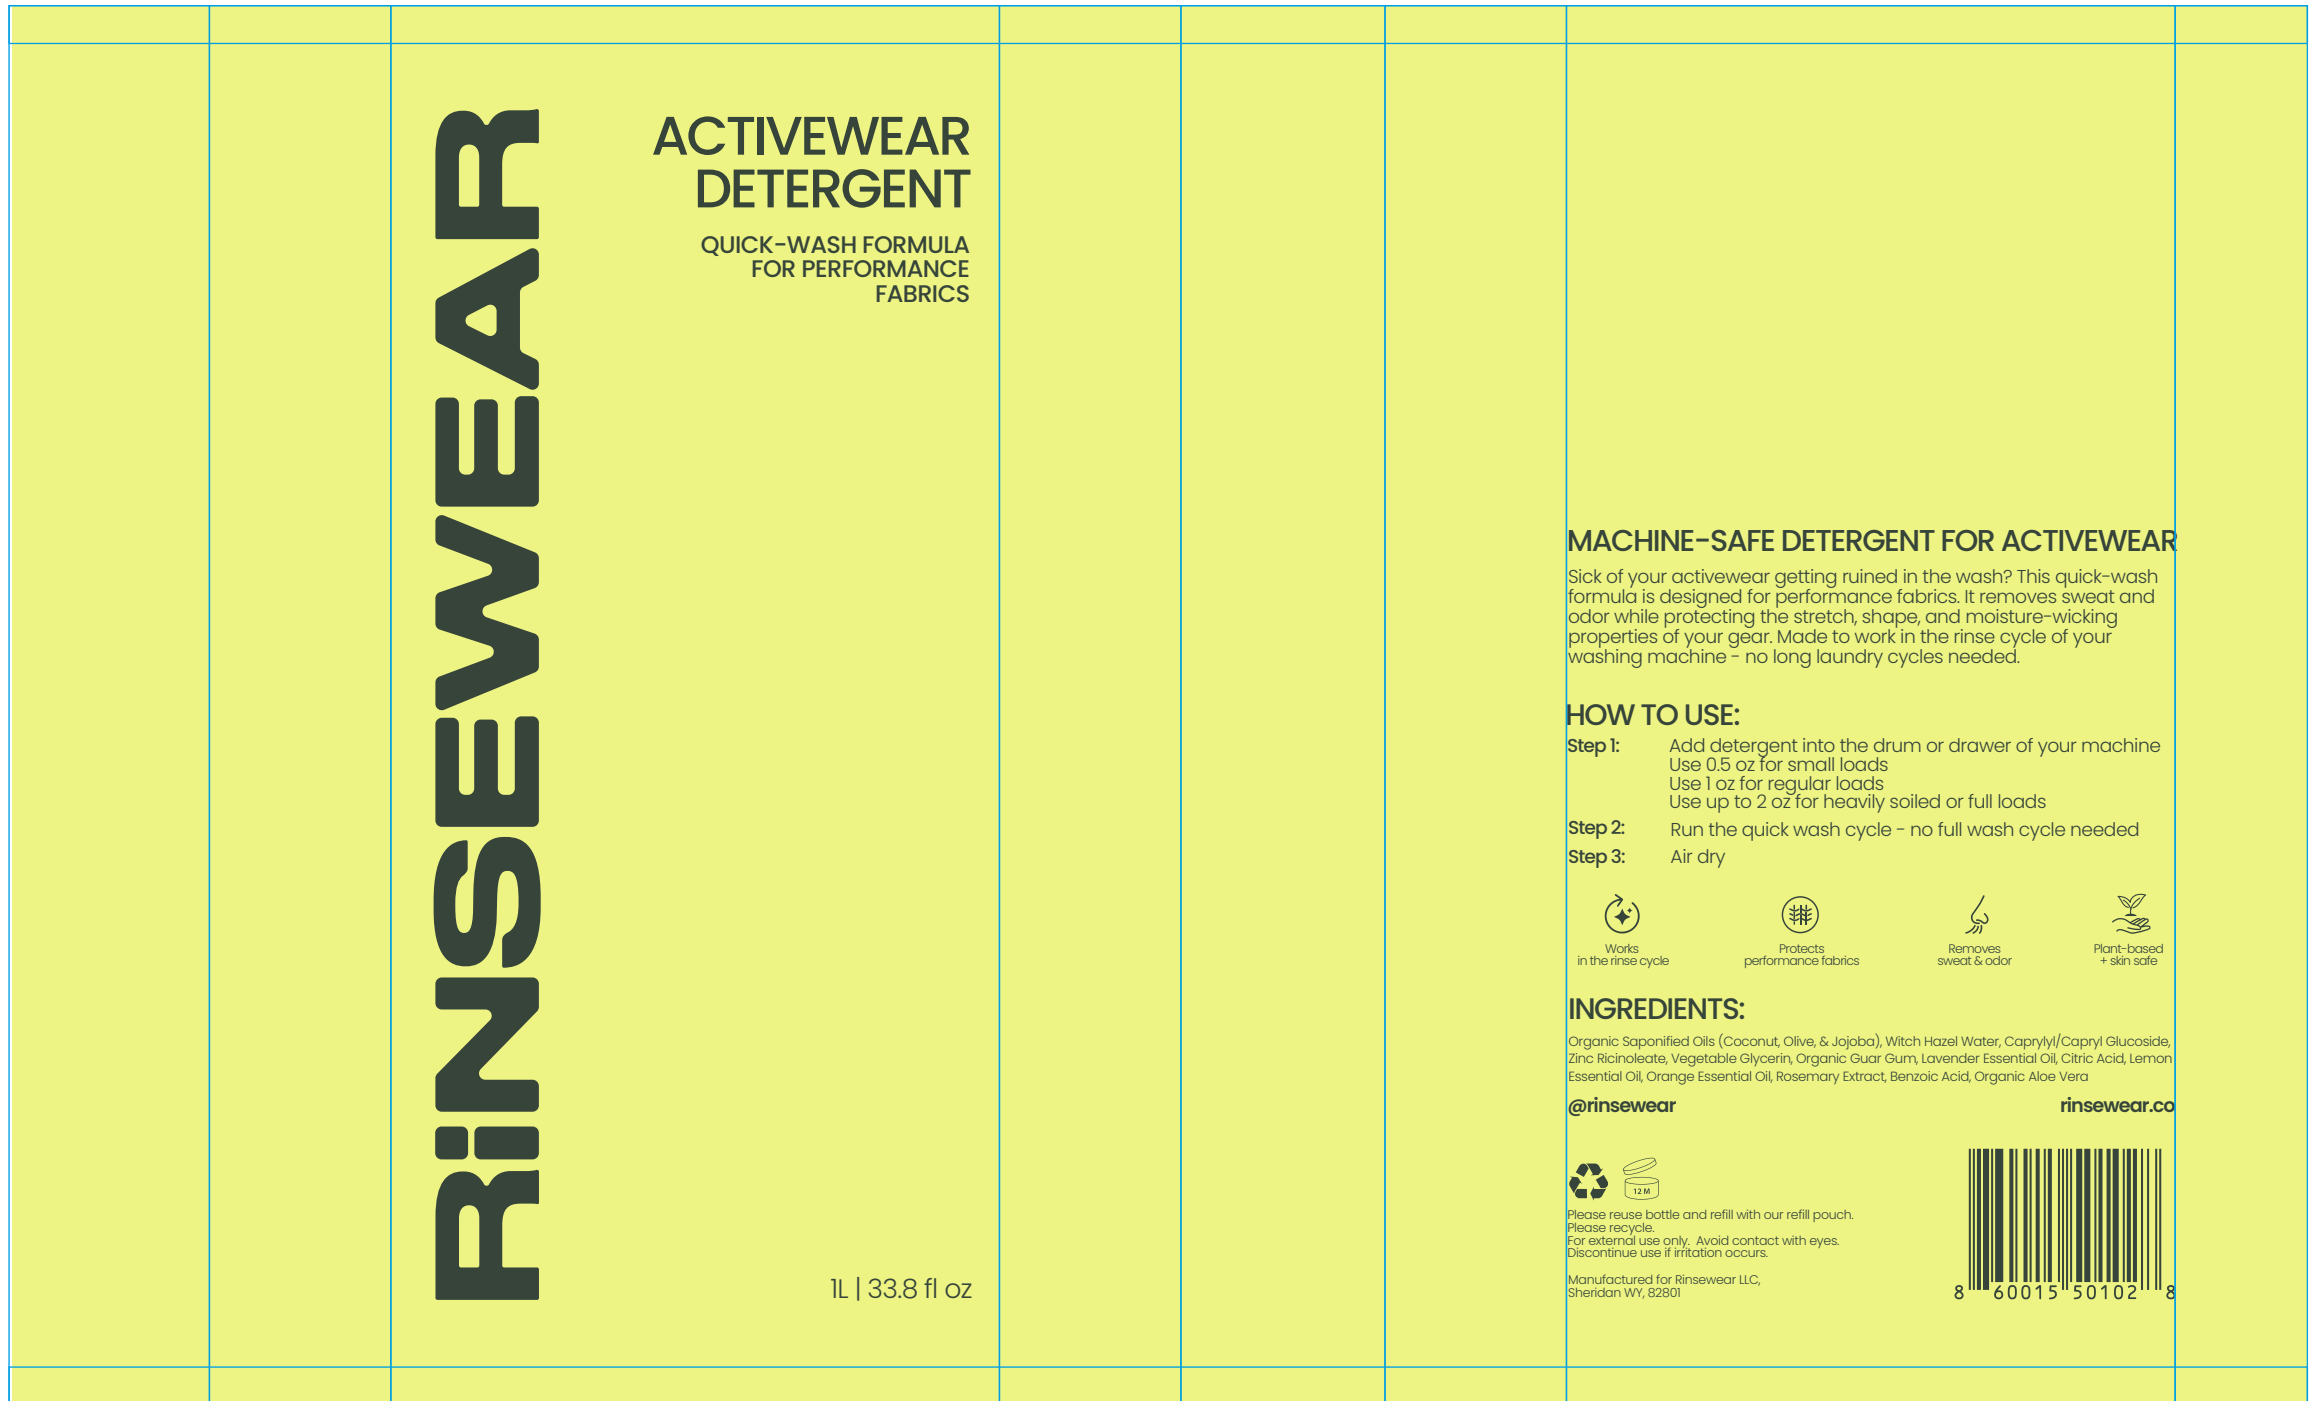 RiNSEWEAR
ACTIVEWEAR
DETERGENT
QUICK-WASH FORMULA
FOR PERFORMANCE
FABRICS
1L | 33.8 fl oz
MACHINE-SAFE DETERGENT FOR ACTIVEWEAR
Sick of your activewear getting ruined in the wash? This quick-wash
formula is designed for performance fabrics. It removes sweat and
odor while protecting the stretch, shape, and moisture-wicking
properties of your gear. Made to work in the rinse cycle of your
washing machine - no long laundry cycles needed.
HOW TO USE:
Step 1: Add detergent into the drum or drawer of your machine
Use 0.5 oz for small loads
Use 1 oz for regular loads
Use up to 2 oz for heavily soiled or full loads
Step 2: Run the quick wash cycle - no full wash cycle needed
Step 3: Air dry
Works
in the rinse cycle
Protects
performance fabrics
Removes
sweat & odor
Plant-based
+ skin safe
INGREDIENTS:
Organic Saponified Oils (Coconut, Olive, & Jojoba), Witch Hazel Water, Caprylyl/Capryl Glucoside,
Zinc Ricinoleate, Vegetable Glycerin, Organic Guar Gum, Lavender Essential Oil, Citric Acid, Lemon
Essential Oil, Orange Essential Oil, Rosemary Extract, Benzoic Acid, Organic Aloe Vera
@rinsewear rinsewear.co
12 M
Please reuse bottle and refill with our refill pouch.
Please recycle.
For external use only. Avoid contact with eyes.
Discontinue use if irritation occurs.
Manufactured for Rinsewear LLC,
Sheridan WY, 82801
8 60015 50102 8